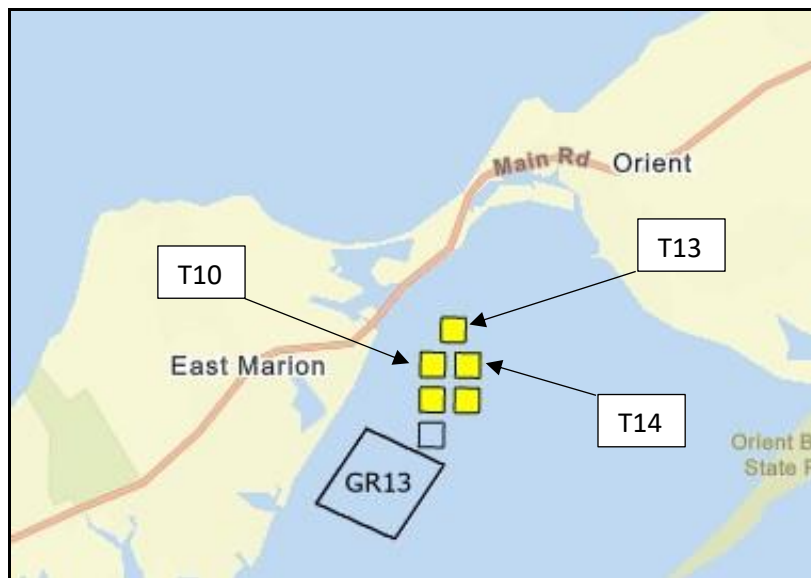 Main Rd
Orient
T13
T10
East Marion
T14
Orient B
State P
GR13